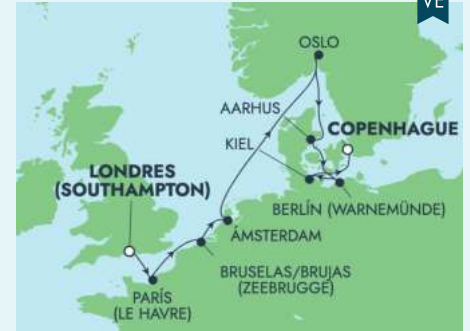 VE
OSLO
AARHUS
COPENHAGUE
KIEL
LONDRES
(SOUTHAMPTON)
BERLÍN (WARNEMÜNDE)
ÁMSTERDAM
BRUSELAS/BRUJAS
(ZEEBRUGGE)
PARÍS
(LE HAVRE)